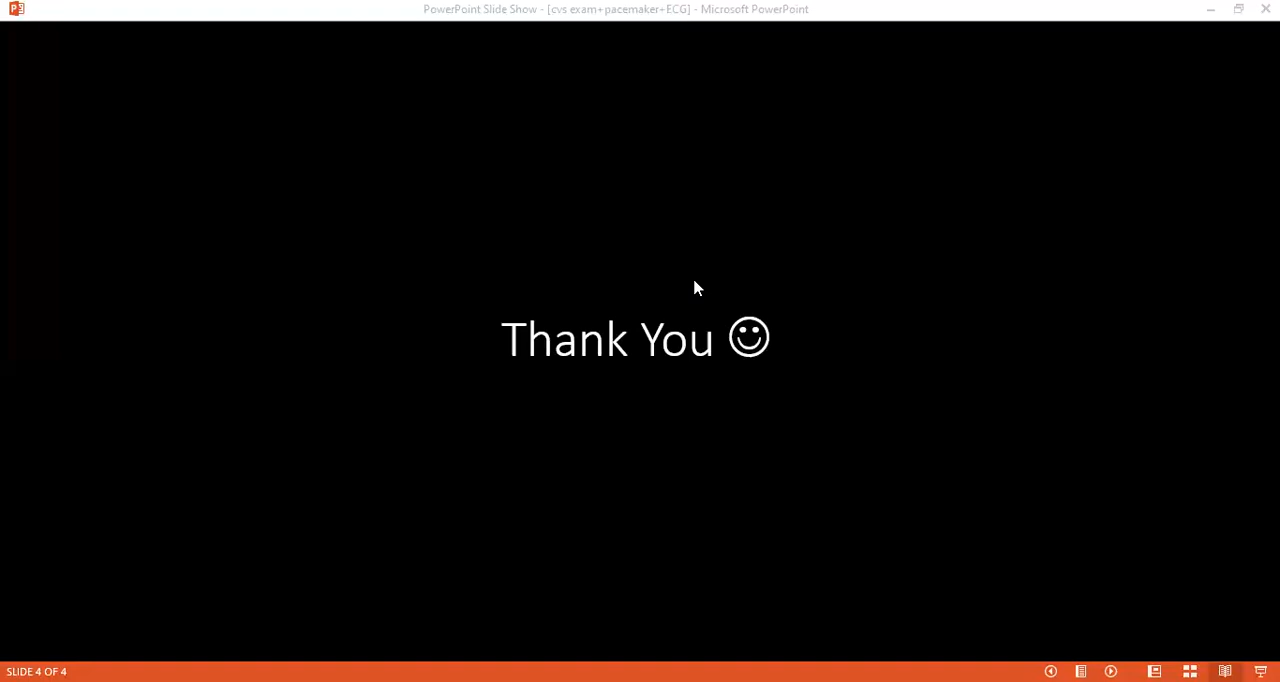 PowerPoint Slide Show - [cvs exam+pacemaker+ECG] - Microsoft PowerPoint
Thank You ☺
SLIDE 4 OF 4